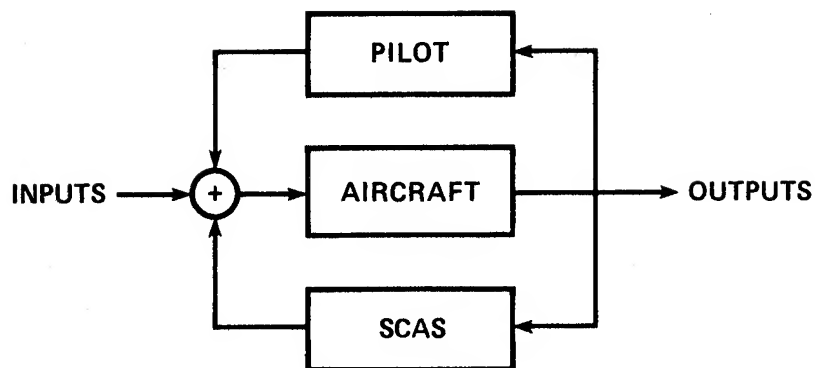 PILOT
INPUTS
+
AIRCRAFT
OUTPUTS
SCAS